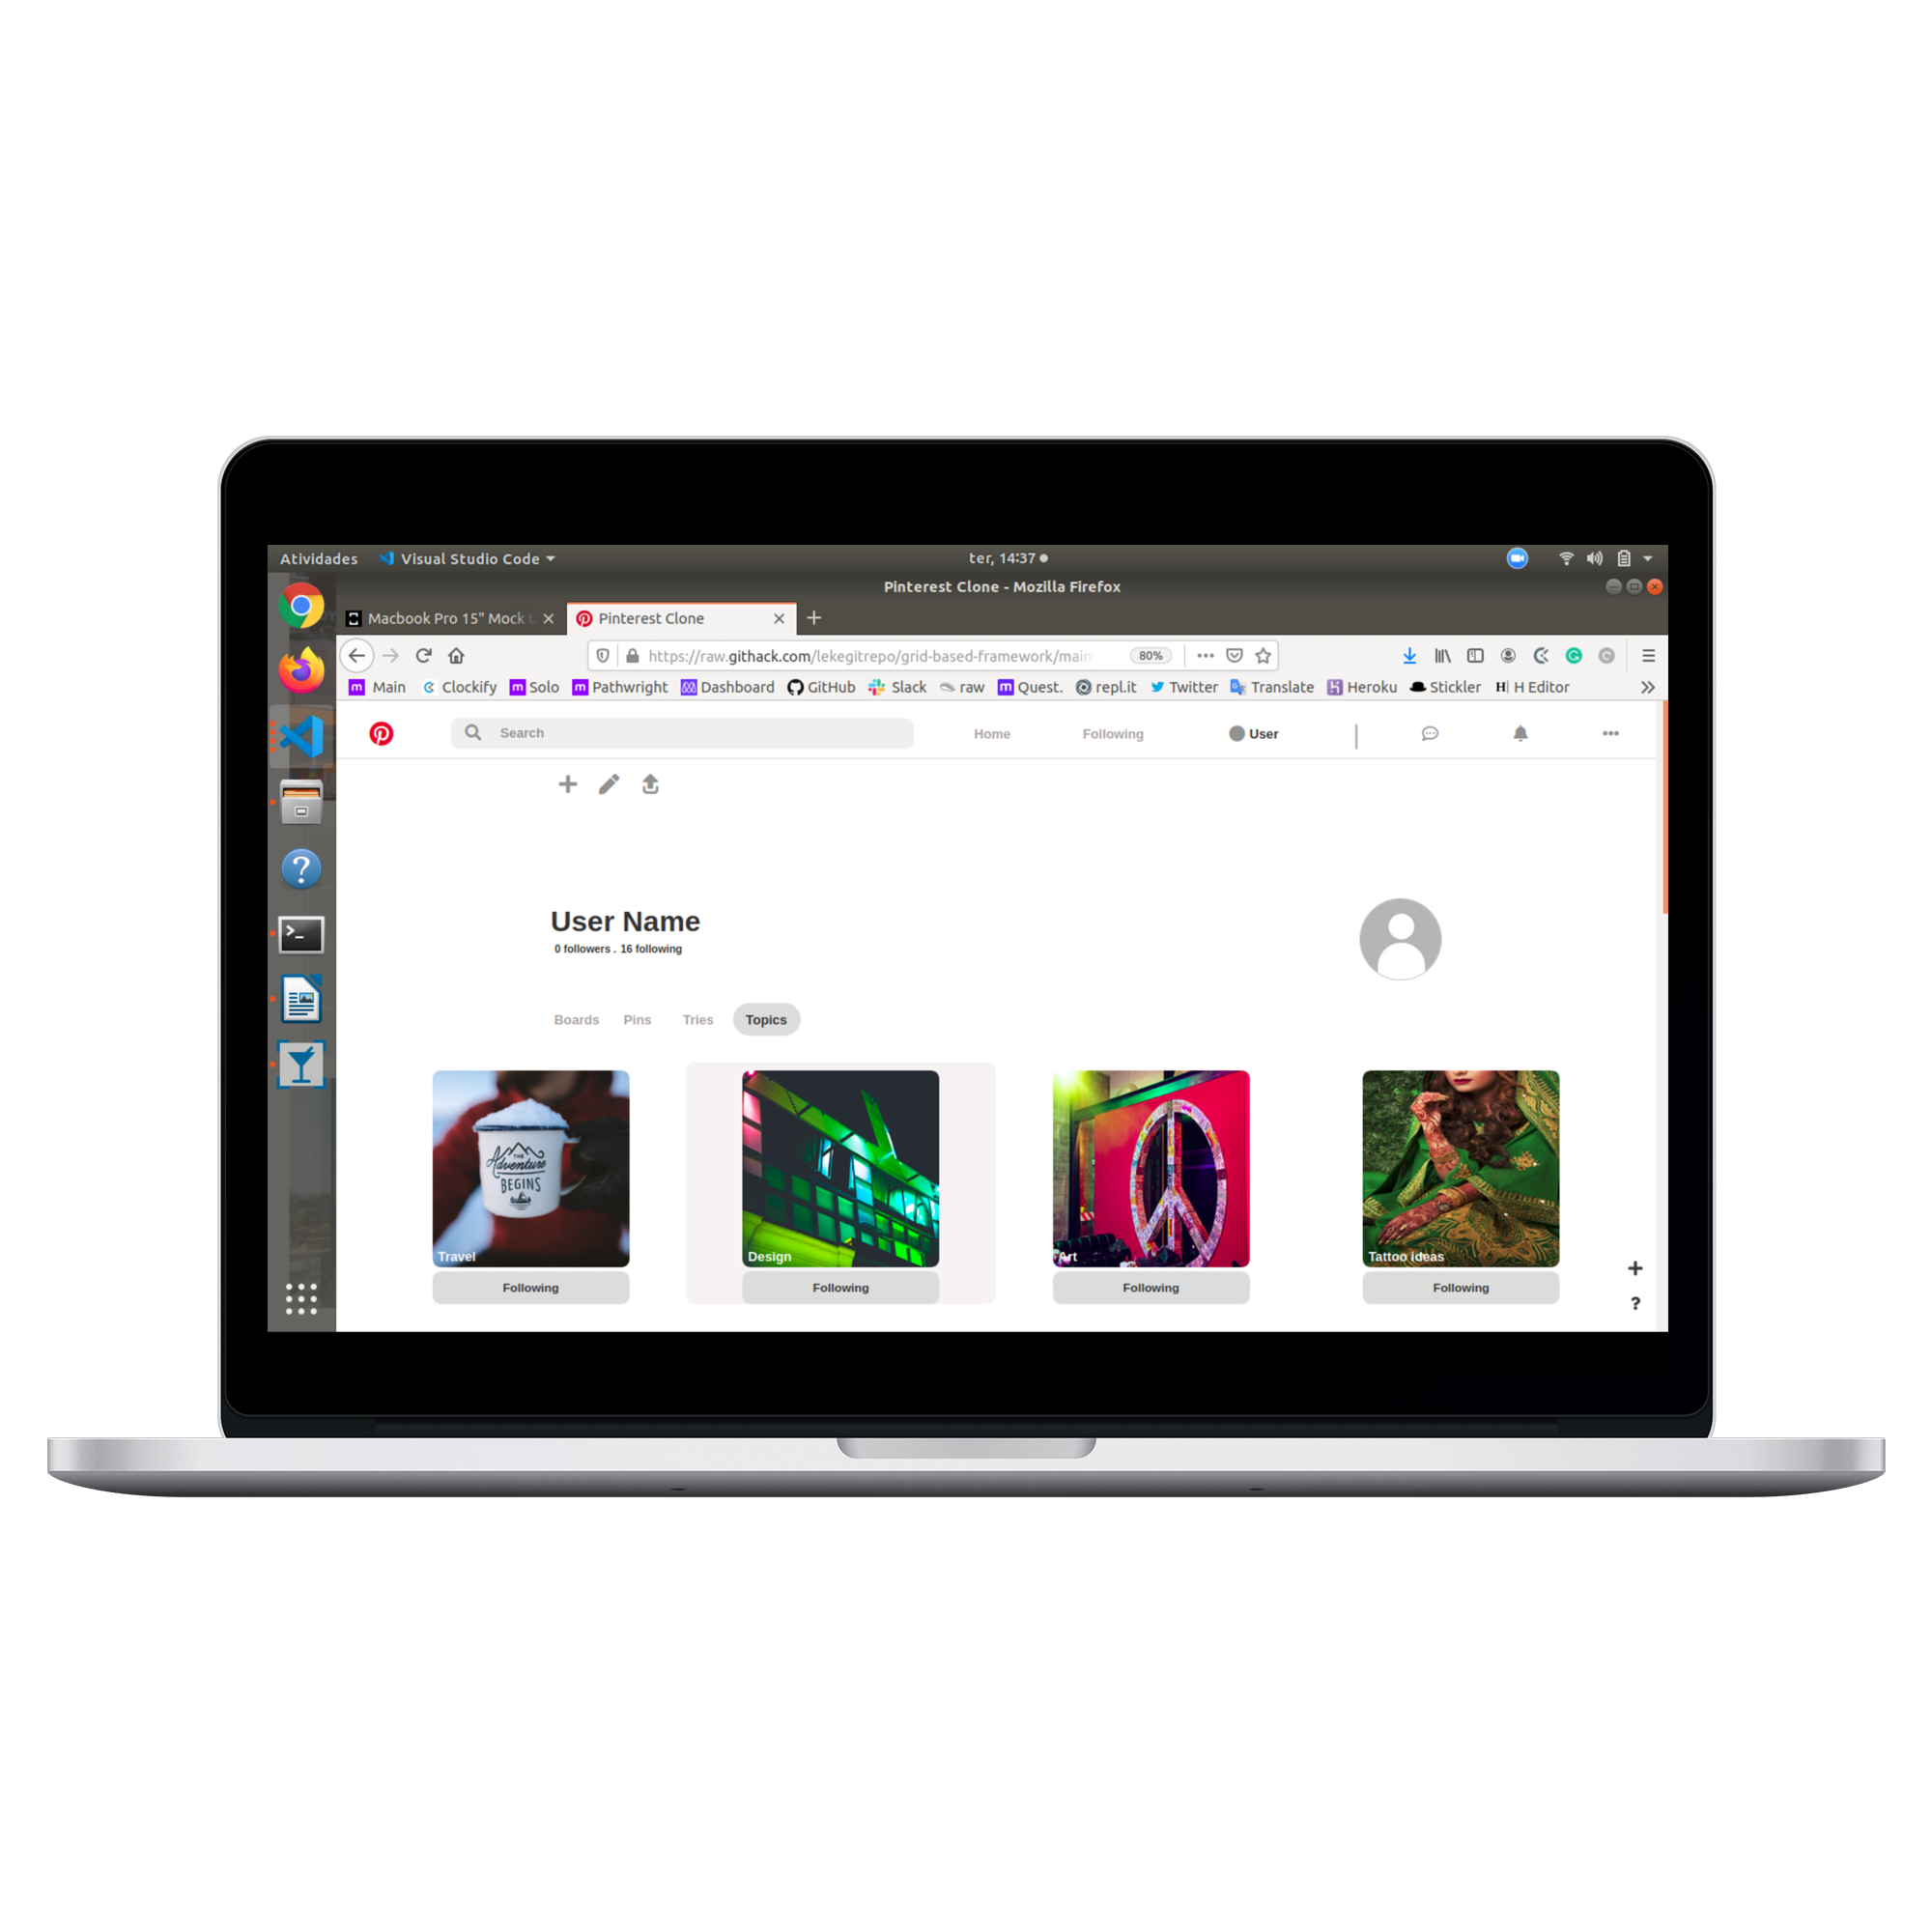 Atividades Visual Studio Code ter, 14:37
Pinterest Clone - Mozilla Firefox
Macbook Pro 15" Mock U Pinterest Clone
https://raw.githack.com/lekegitrepo/grid-based-framework/main 80%
Main Clockify Solo Pathwright Dashboard GitHub Slack raw Quest. repl.it Twitter Translate Heroku Stickler H Editor
Search Home Following User
User Name
0 followers . 16 following
Boards Pins Tries Topics
THE
Adventure
BEGINS
Travel Design Art Tattoo ideas
Following Following Following Following